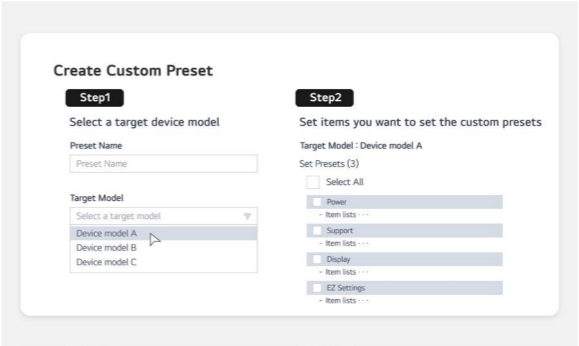 Create Custom Preset
Step1
Select a target device model
Preset Name
Preset Name
Target Model
Select a target model
Device model A
Device model B
Device model C
Step2
Set items you want to set the custom presets
Target Model : Device model A
Set Presets (3)
Select All
Power
- Item lists · · ·
Support
- Item lists · · ·
Display
- Item lists · · ·
EZ Settings
- Item lists · · ·